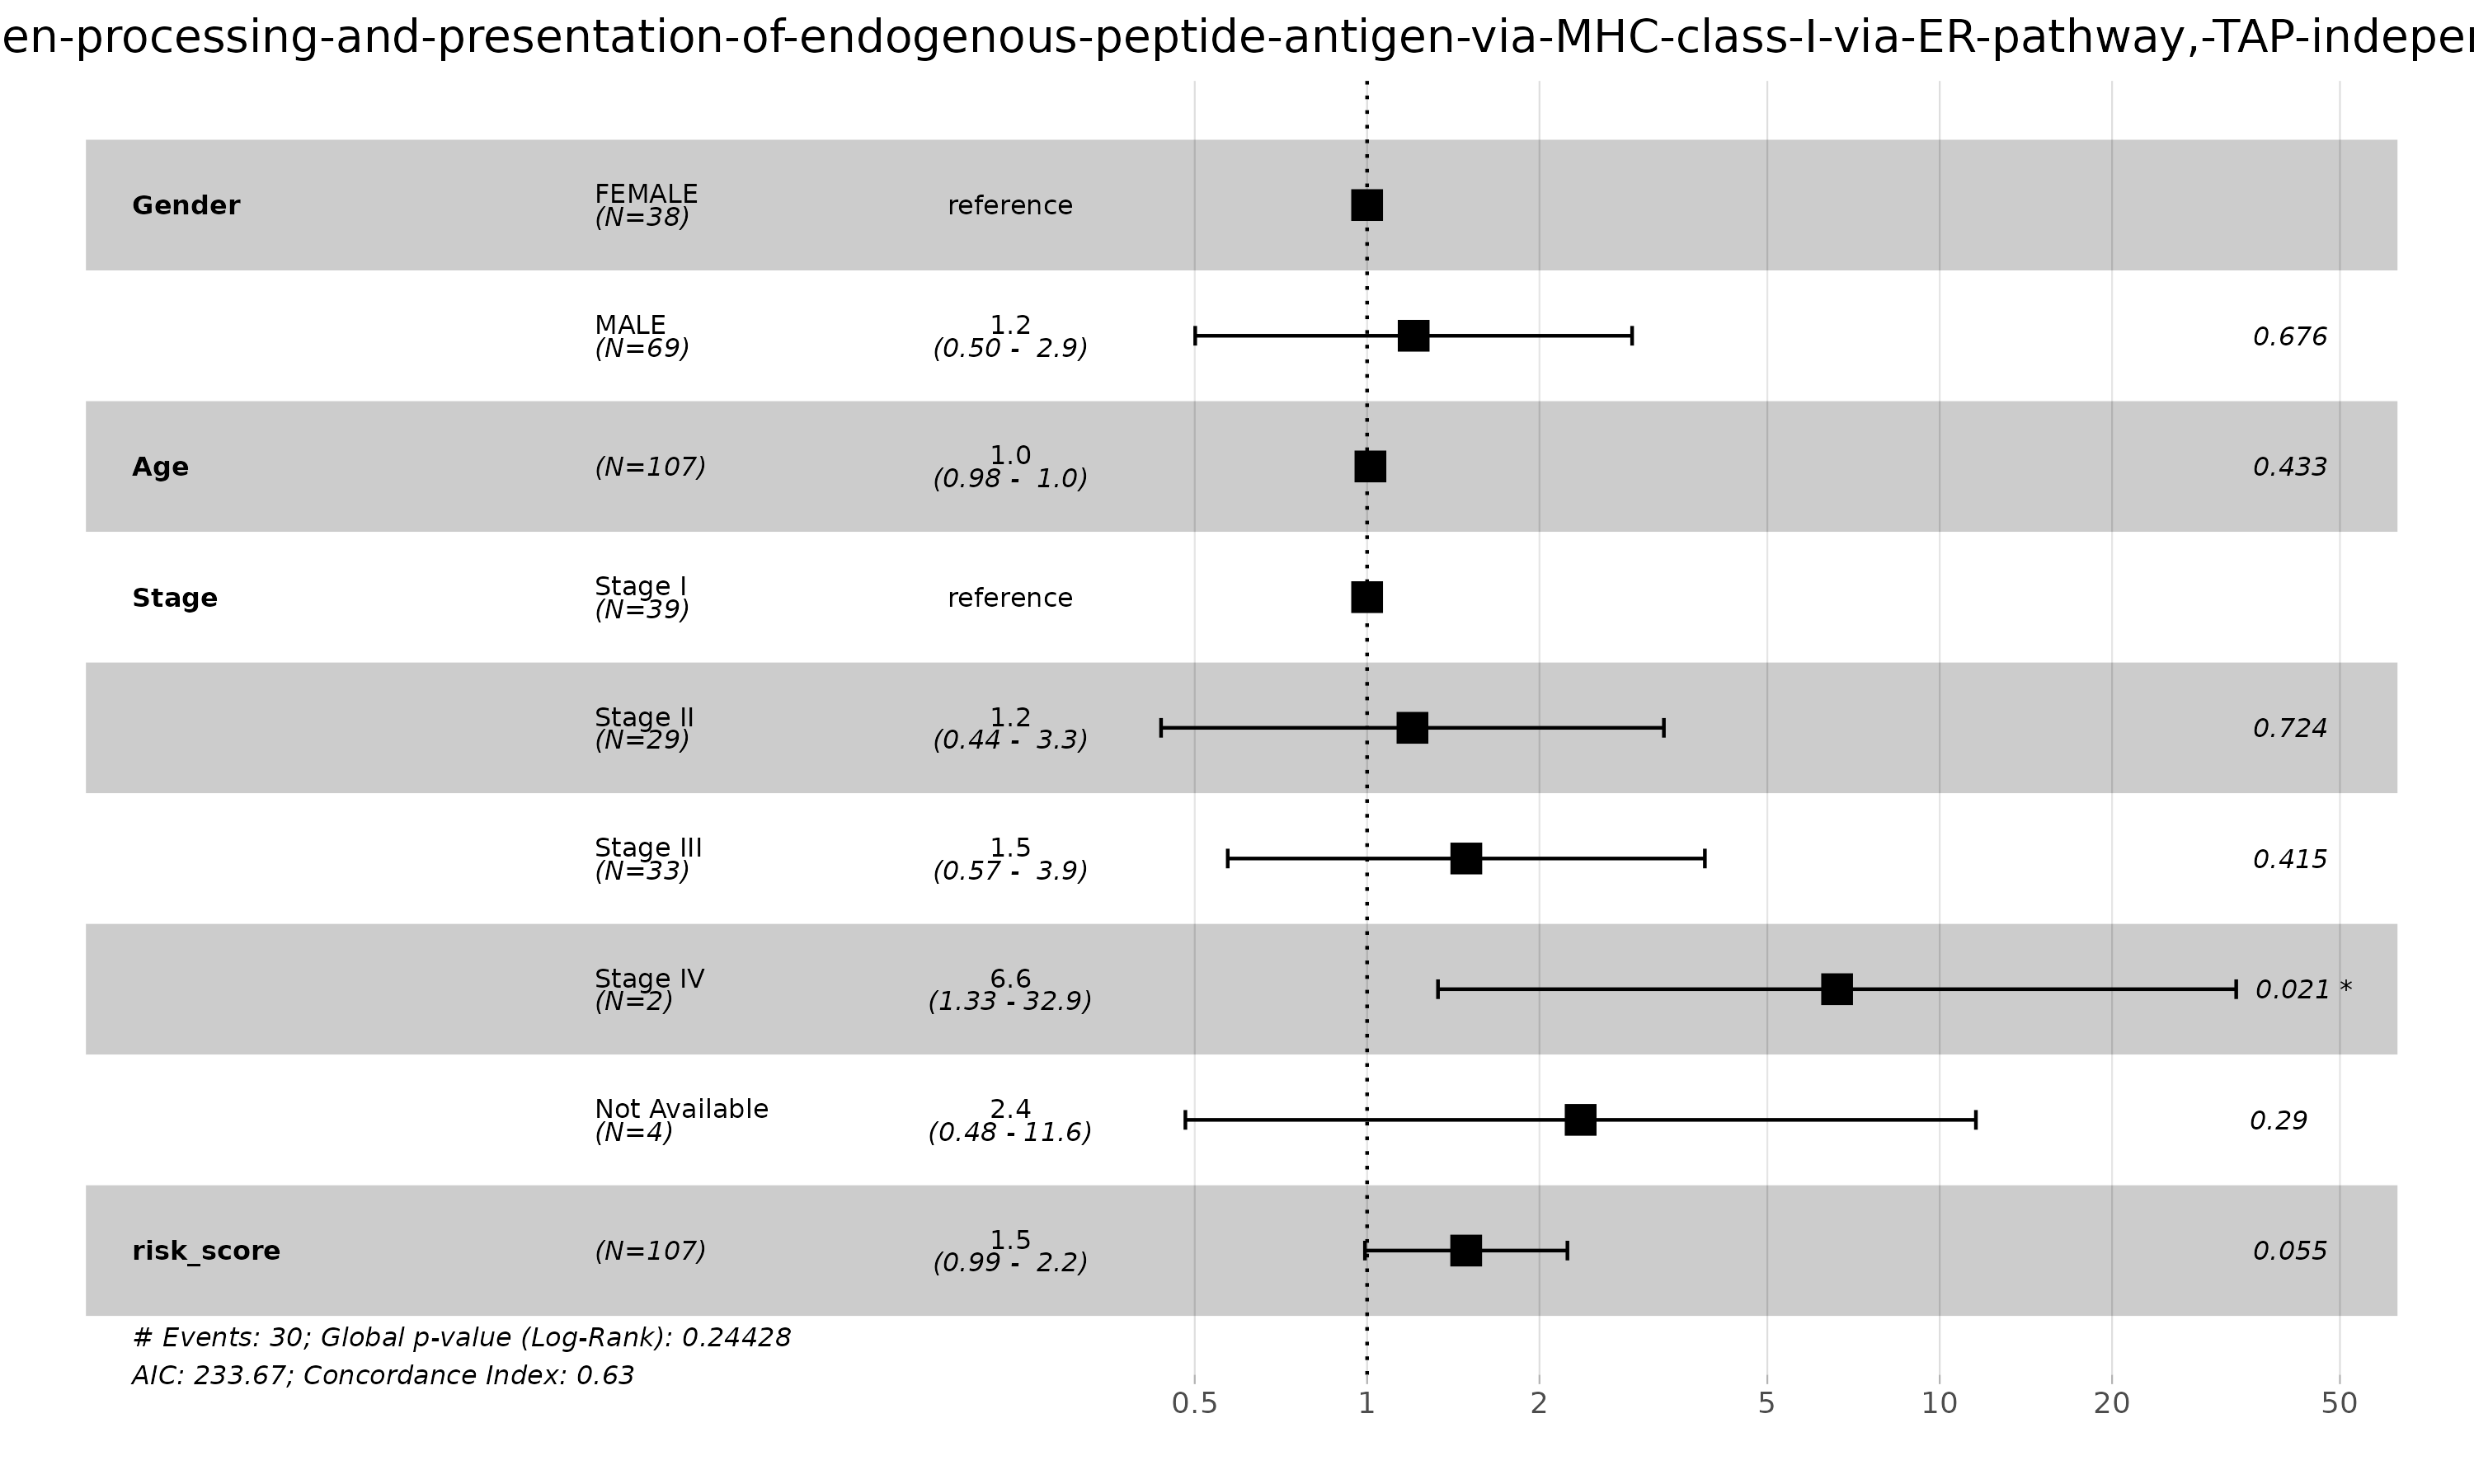 en-processing-and-presentation-of-endogenous-peptide-antigen-via-MHC-class-I-via-ER-pathway,-TAP-indepe
Gender FEMALE (N=38) reference
MALE (N=69) 1.2 (0.50 - 2.9) 0.676
Age (N=107) 1.0 (0.98 - 1.0) 0.433
Stage Stage I (N=39) reference
Stage II (N=29) 1.2 (0.44 - 3.3) 0.724
Stage III (N=33) 1.5 (0.57 - 3.9) 0.415
Stage IV (N=2) 6.6 (1.33 - 32.9) 0.021 *
Not Available (N=4) 2.4 (0.48 - 11.6) 0.29
risk_score (N=107) 1.5 (0.99 - 2.2) 0.055
# Events: 30; Global p-value (Log-Rank): 0.24428
AIC: 233.67; Concordance Index: 0.63
0.5 1 2 5 10 20 50